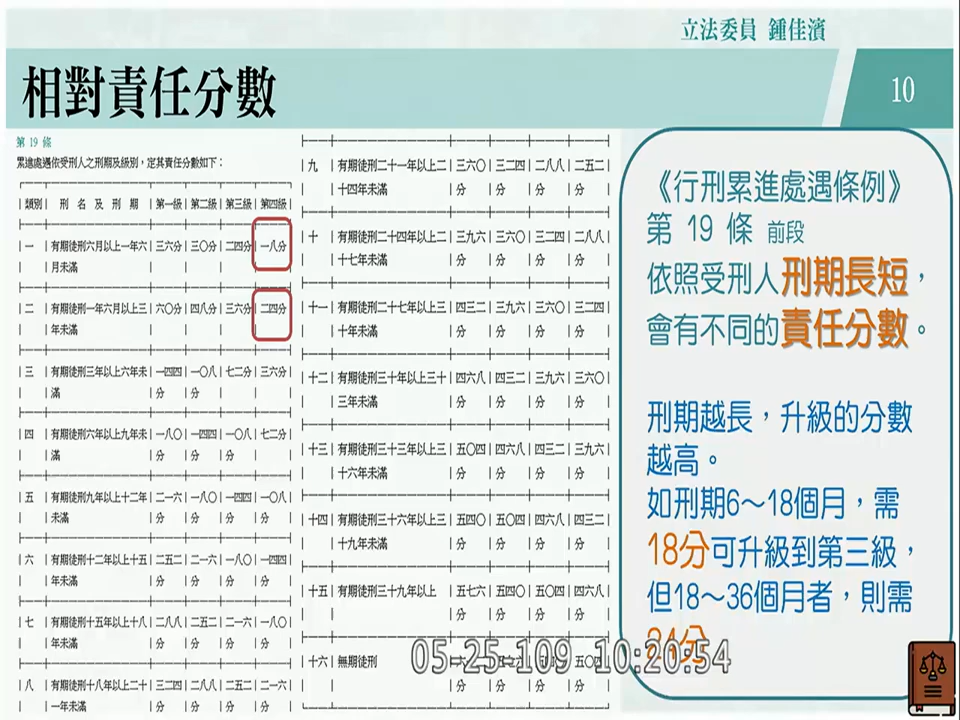 立法委員 鍾佳濱
相對責任分數
10
第 19 條
累進處遇依受刑人之刑期及級別，定其責任分數如下：
類別 刑 名 及 刑 期 第一級 第二級 第三級 第四級
一 有期徒刑六月以上一年六 三六分 三〇分 二四分 一八分
月未滿
二 有期徒刑一年六月以上三 六〇分 四八分 三六分 二四分
年未滿
三 有期徒刑三年以上六年未 一四四 一〇八 七二分 三六分
滿 分 分
四 有期徒刑六年以上九年未 一八〇 一四四 一〇八 七二分
滿 分 分 分
五 有期徒刑九年以上十二年 二一六 一八〇 一四四 一〇八
未滿 分 分 分 分
六 有期徒刑十二年以上十五 二五二 二一六 一八〇 一四四
年未滿 分 分 分 分
七 有期徒刑十五年以上十八 二八八 二五二 二一六 一八〇
年未滿 分 分 分 分
八 有期徒刑十八年以上二十 三二四 二八八 二五二 二一六
一年未滿 分 分 分 分
九 有期徒刑二十一年以上二 三六〇 三二四 二八八 二五二
十四年未滿 分 分 分 分
十 有期徒刑二十四年以上二 三九六 三六〇 三二四 二八八
十七年未滿 分 分 分 分
十一 有期徒刑二十七年以上三 四三二 三九六 三六〇 三二四
十年未滿 分 分 分 分
十二 有期徒刑三十年以上三十 四六八 四三二 三九六 三六〇
三年未滿 分 分 分 分
十三 有期徒刑三十三年以上三 五〇四 四六八 四三二 三九六
十六年未滿 分 分 分 分
十四 有期徒刑三十六年以上三 五四〇 五〇四 四六八 四三二
十九年未滿 分 分 分 分
十五 有期徒刑三十九年以上 五七六 五四〇 五〇四 四六八
分 分 分 分
十六 無期徒刑
分 分 分 分
《行刑累進處遇條例》
第 19 條 前段
依照受刑人刑期長短，
會有不同的責任分數。
刑期越長，升級的分數
越高。
如刑期6～18個月，需
18分可升級到第三級，
但18～36個月者，則需
24分
05-25-109 10:20:54